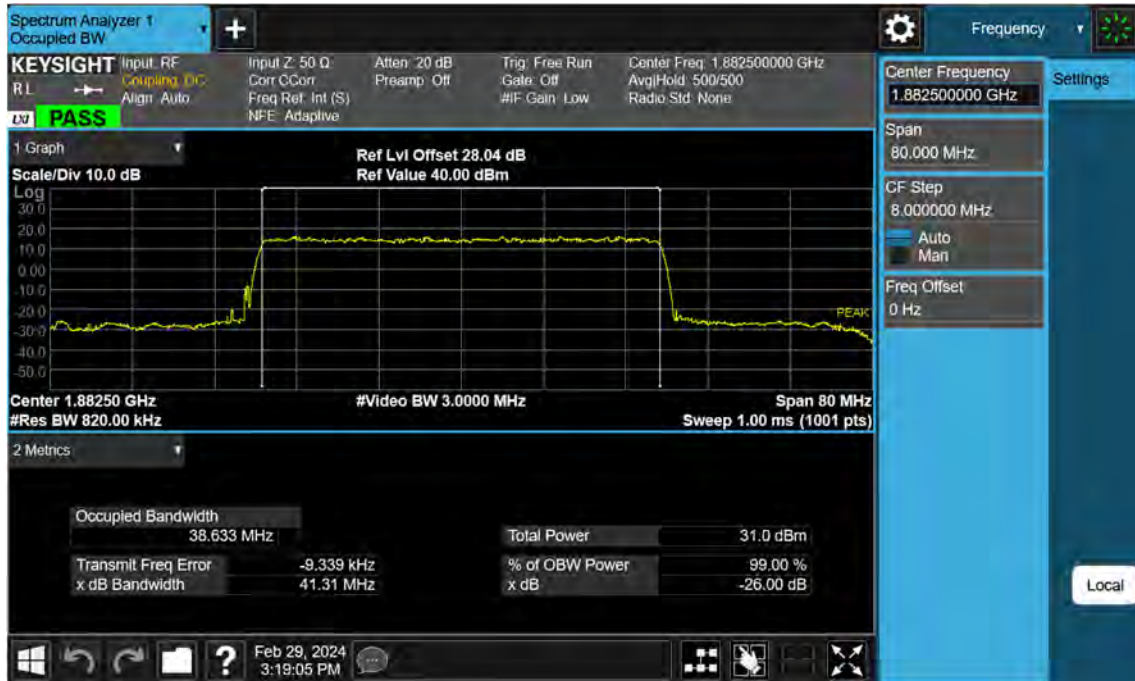 Spectrum Analyzer 1
Occupied BW
+
Frequency
KEYSIGHT
RL
LXI
PASS
Input: RF
Coupling: DC
Align: Auto
Input Z: 50 Ω
Corr CCorr
Freq Ref: Int (S)
NFE: Adaptive
Atten: 20 dB
Preamp: Off
Trig: Free Run
Gate: Off
#IF Gain: Low
Center Freq: 1.882500000 GHz
Avg|Hold: 500/500
Radio Std: None
1 Graph
Scale/Div 10.0 dB
Ref Lvl Offset 28.04 dB
Ref Value 40.00 dBm
Log
30.0
20.0
10.0
0.00
-10.0
-20.0
-30.0
-40.0
-50.0
PEAK
Center 1.88250 GHz
#Video BW 3.0000 MHz
Span 80 MHz
#Res BW 820.00 kHz
Sweep 1.00 ms (1001 pts)
2 Metrics
Occupied Bandwidth
38.633 MHz
Total Power 31.0 dBm
Transmit Freq Error -9.339 kHz
% of OBW Power 99.00 %
x dB Bandwidth 41.31 MHz
x dB -26.00 dB
Center Frequency
1.882500000 GHz
Settings
Span
80.000 MHz
CF Step
8.000000 MHz
Auto
Man
Freq Offset
0 Hz
Local
?
Feb 29, 2024
3:19:05 PM